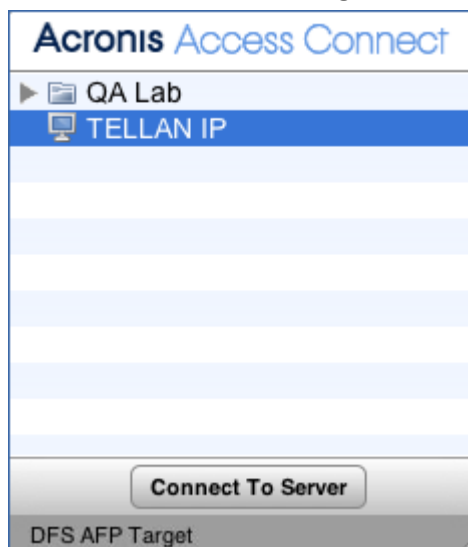 Acronis Access Connect
QA Lab
TELLAN IP
Connect To Server
DFS AFP Target